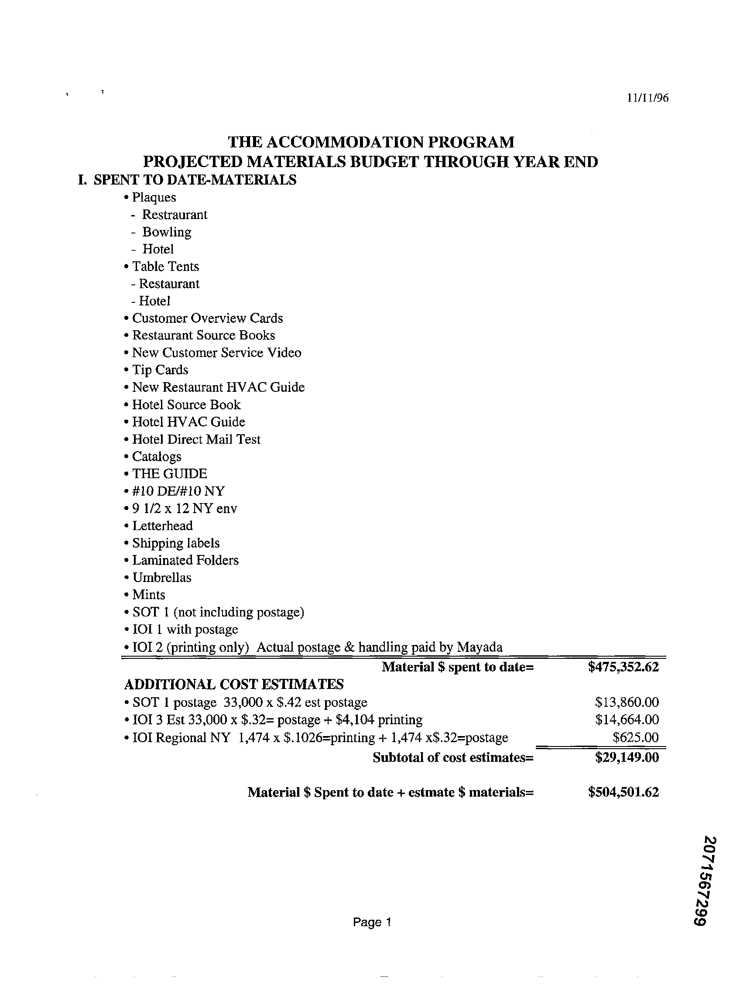 11/11/96
THE ACCOMMODATION PROGRAM
PROJECTED MATERIALS BUDGET THROUGH YEAR END
I. SPENT TO DATE-MATERIALS
• Plaques
- Restraurant
- Bowling
- Hotel
• Table Tents
- Restaurant
- Hotel
• Customer Overview Cards
• Restaurant Source Books
• New Customer Service Video
• Tip Cards
• New Restaurant HVAC Guide
• Hotel Source Book
• Hotel HVAC Guide
• Hotel Direct Mail Test
• Catalogs
• THE GUIDE
• #10 DE/#10 NY
• 9 1/2 x 12 NY env
• Letterhead
• Shipping labels
• Laminated Folders
• Umbrellas
• Mints
• SOT 1 (not including postage)
• IOI 1 with postage
• IOI 2 (printing only) Actual postage & handling paid by Mayada
Material $ spent to date= $475,352.62
ADDITIONAL COST ESTIMATES
• SOT 1 postage 33,000 x $.42 est postage $13,860.00
• IOI 3 Est 33,000 x $.32= postage + $4,104 printing $14,664.00
• IOI Regional NY 1,474 x $.1026=printing + 1,474 x$.32=postage $625.00
Subtotal of cost estimates= $29,149.00
Material $ Spent to date + estmate $ materials= $504,501.62
2071567299
Page 1